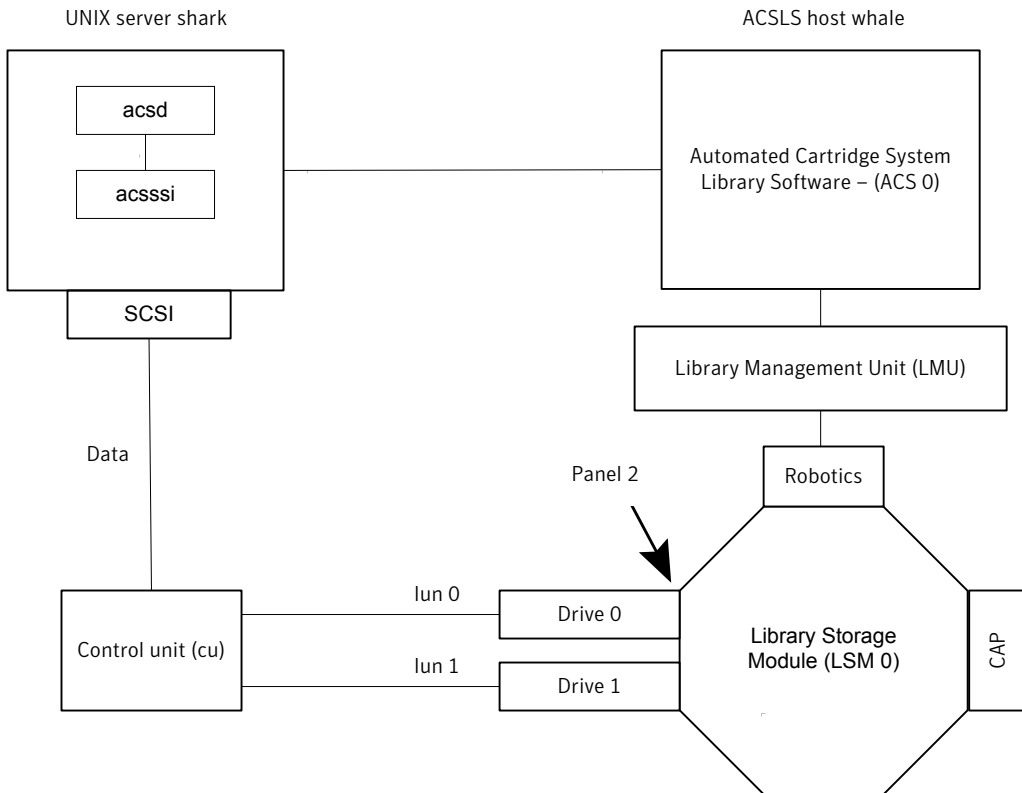 UNIX server shark
ACSLS host whale
acsd
acsssi
Automated Cartridge System
Library Software – (ACS 0)
SCSI
Library Management Unit (LMU)
Data
Panel 2
Robotics
lun 0
Drive 0
Control unit (cu)
Library Storage
Module (LSM 0)
CAP
lun 1
Drive 1